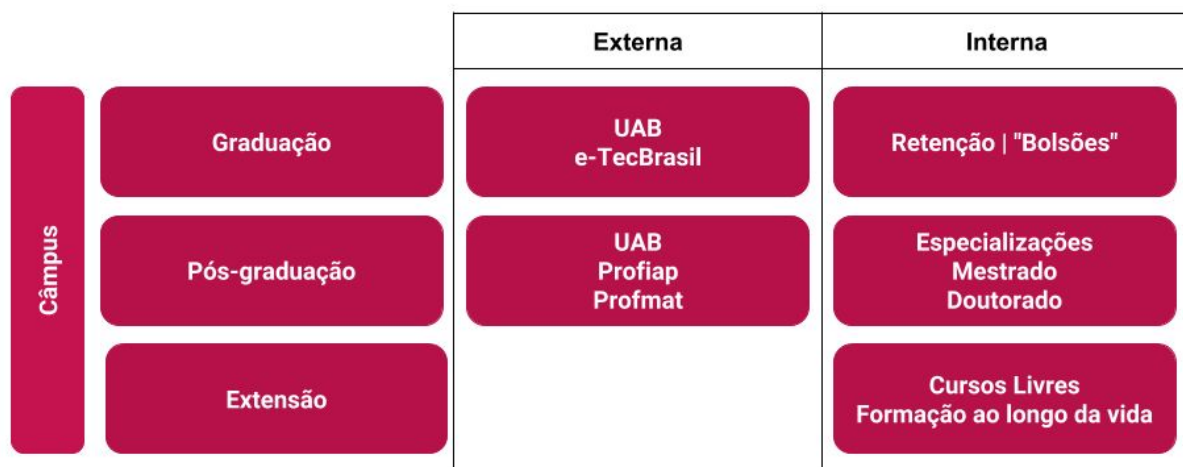 Externa
Interna
Câmpus
Graduação
UAB
e-TecBrasil
Retenção | "Bolsões"
Pós-graduação
UAB
Profiap
Profmat
Especializações
Mestrado
Doutorado
Extensão
Cursos Livres
Formação ao longo da vida